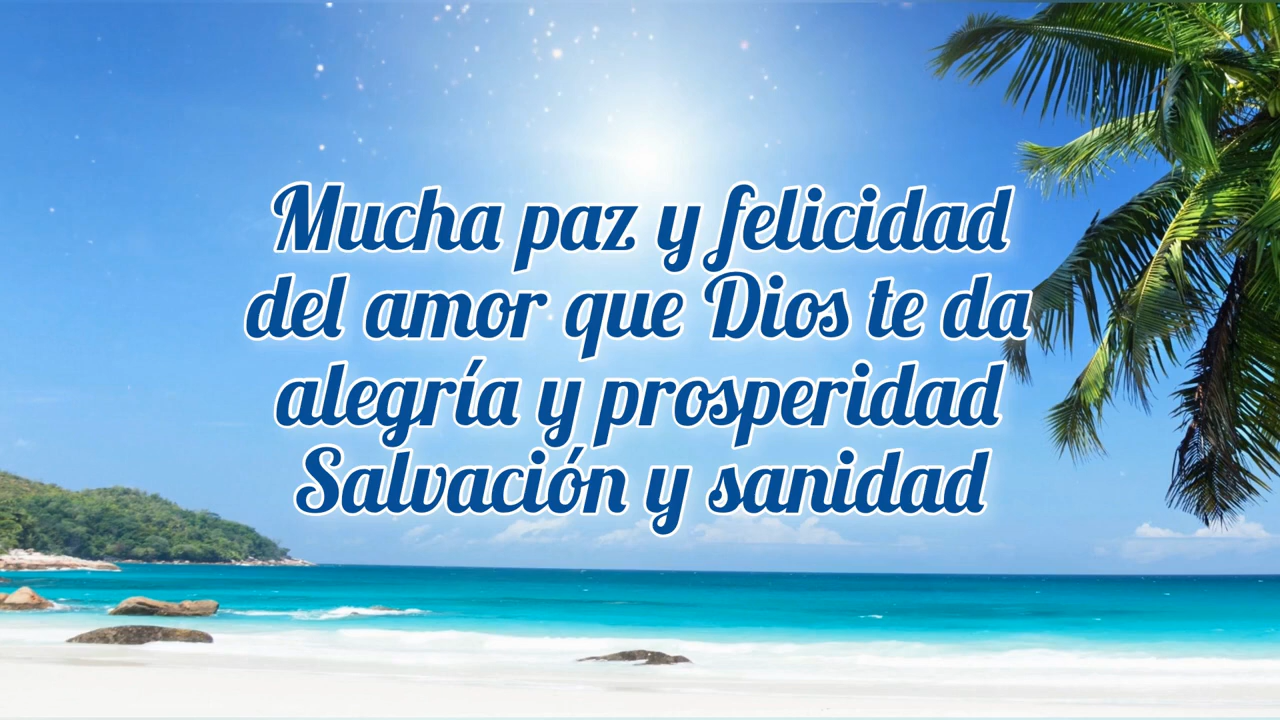 Mucha paz y felicidad
del amor que Dios te da
alegría y prosperidad
Salvación y sanidad